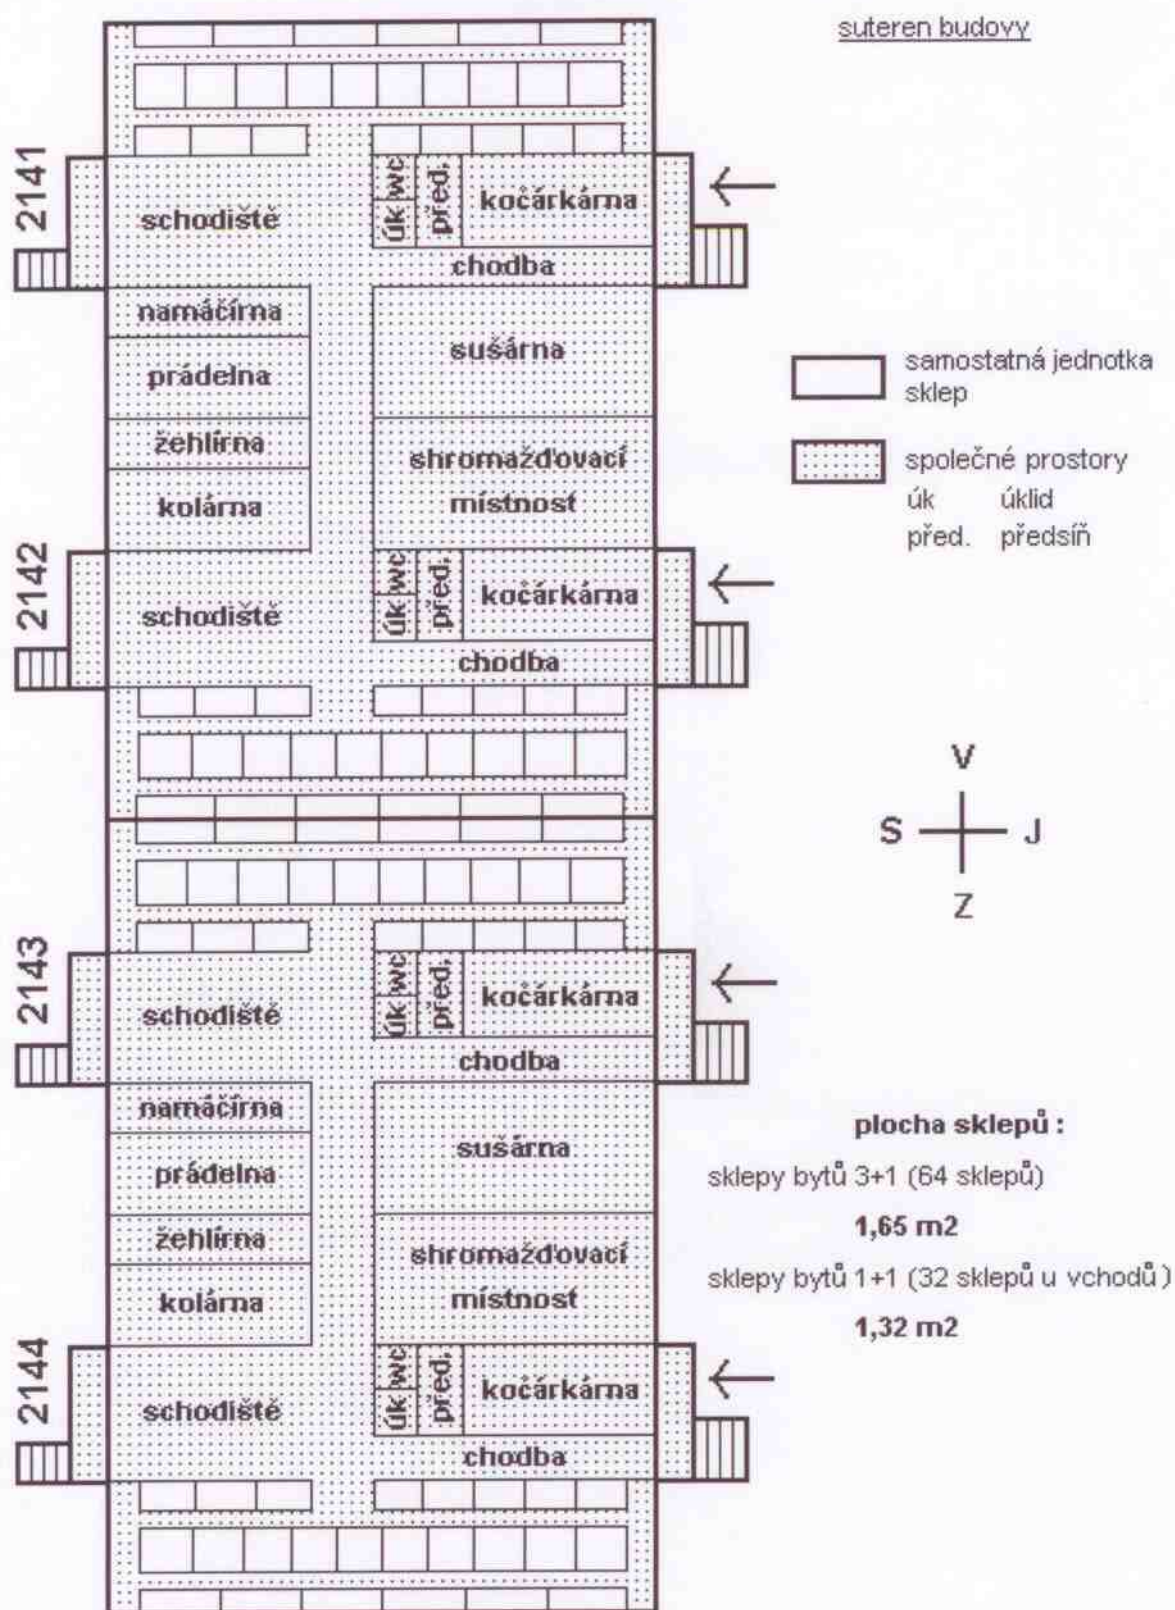 suteren budovy
2141
schodiště
úk wc
před.
kočárkárna
chodba
namáčírna
sušárna
prádelna
žehlírna
shromažďovací
místnost
kolárna
2142
schodiště
úk wc
před.
kočárkárna
chodba
samostatná jednotka
sklep
společné prostory
úk úklid
před. předsíň
V
S J
Z
2143
schodiště
úk wc
před.
kočárkárna
chodba
namáčírna
sušárna
prádelna
žehlírna
shromažďovací
místnost
kolárna
2144
schodiště
úk wc
před.
kočárkárna
chodba
plocha sklepů :
sklepy bytů 3+1 (64 sklepů)
1,65 m2
sklepy bytů 1+1 (32 sklepů u vchodů )
1,32 m2